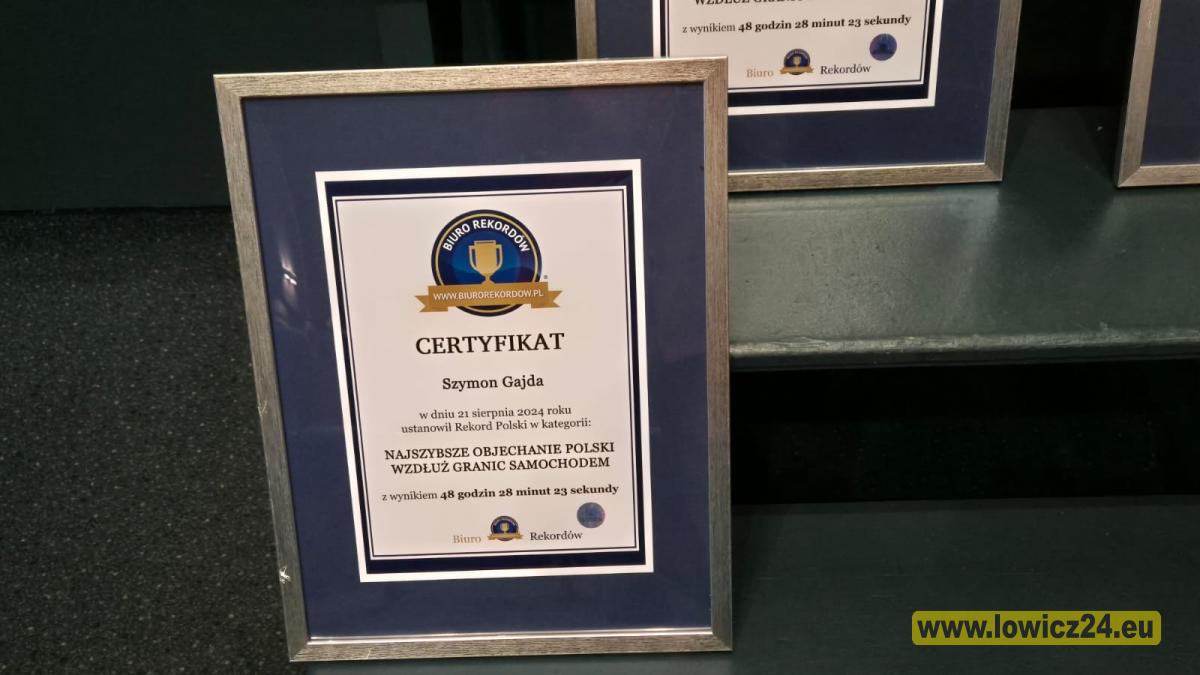 WZDŁUŻ GRANIC
z wynikiem 48 godzin 28 minut 23 sekundy
Biuro Rekordów
BIURO REKORDÓW
WWW.BIUROREKORDOW.PL
CERTYFIKAT
Szymon Gajda
w dniu 21 sierpnia 2024 roku
ustanowił Rekord Polski w kategorii:
NAJSZYBSZE OBJECHANIE POLSKI
WZDŁUŻ GRANIC SAMOCHODEM
z wynikiem 48 godzin 28 minut 23 sekundy
Biuro Rekordów
www.lowicz24.eu